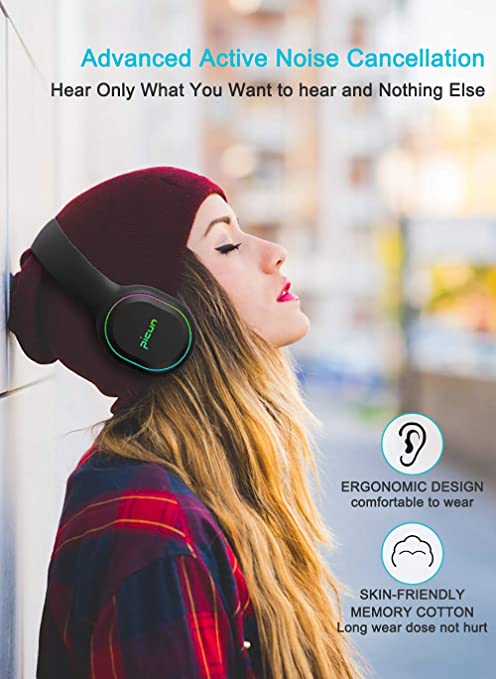 Advanced Active Noise Cancellation
Hear Only What You Want to hear and Nothing Else
Picun
ERGONOMIC DESIGN
comfortable to wear
SKIN-FRIENDLY
MEMORY COTTON
Long wear dose not hurt